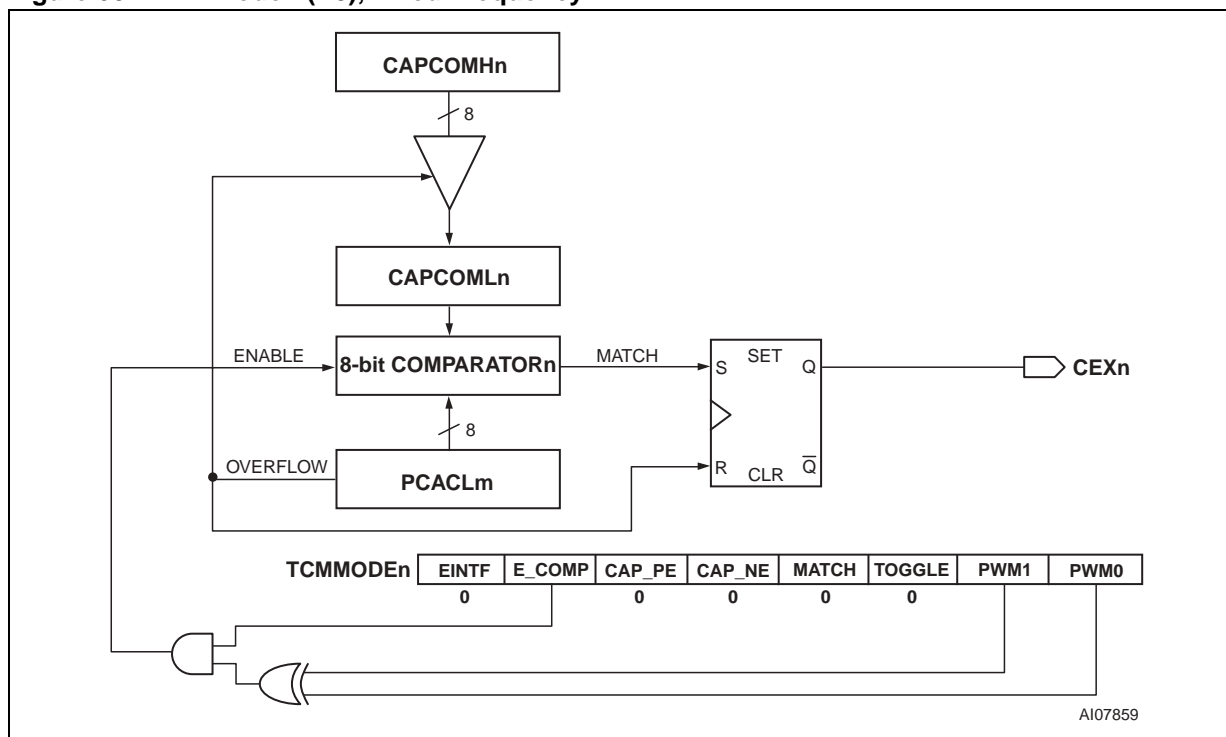 CAPCOMHn
8
CAPCOMLn
ENABLE
8-bit COMPARATORn
MATCH
S SET Q
CEXn
8
OVERFLOW
PCACLm
R CLR Q̅
TCMMODEn EINTF E_COMP CAP_PE CAP_NE MATCH TOGGLE PWM1 PWM0
0 0 0 0 0
AI07859